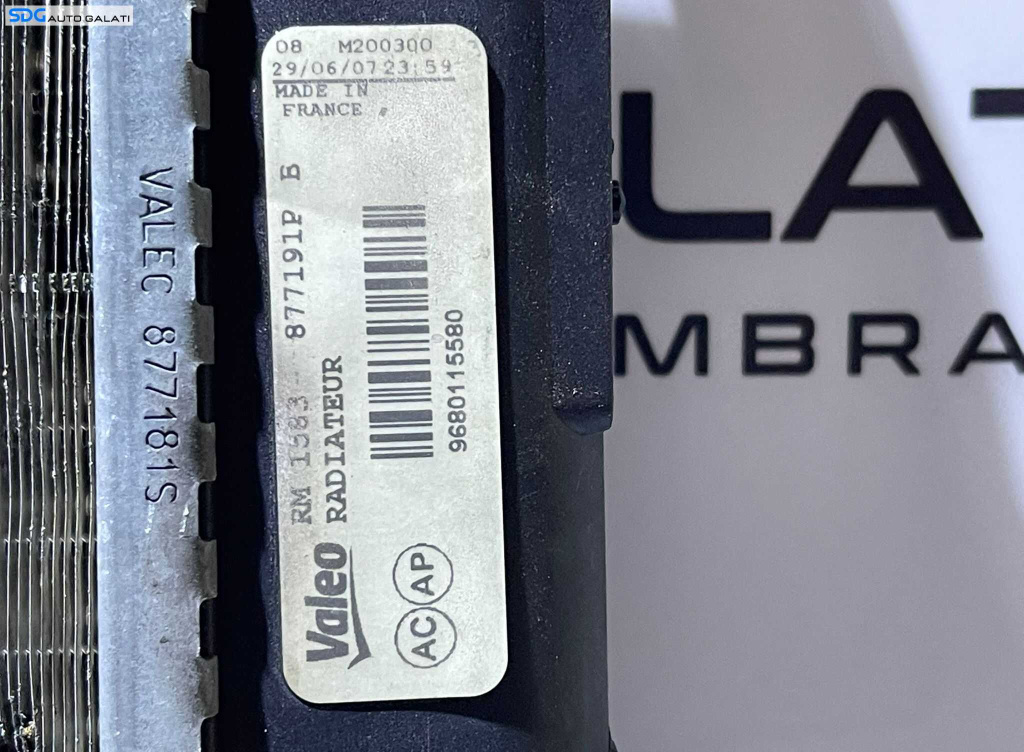 SDG AUTO GALATI
08 M200300
29/06/07 23:59
MADE IN
FRANCE
RM 1583 877191P B
RADIATEUR
Valeo
9680115580
AC AP
VALEC 877181S
LAT
MBRA